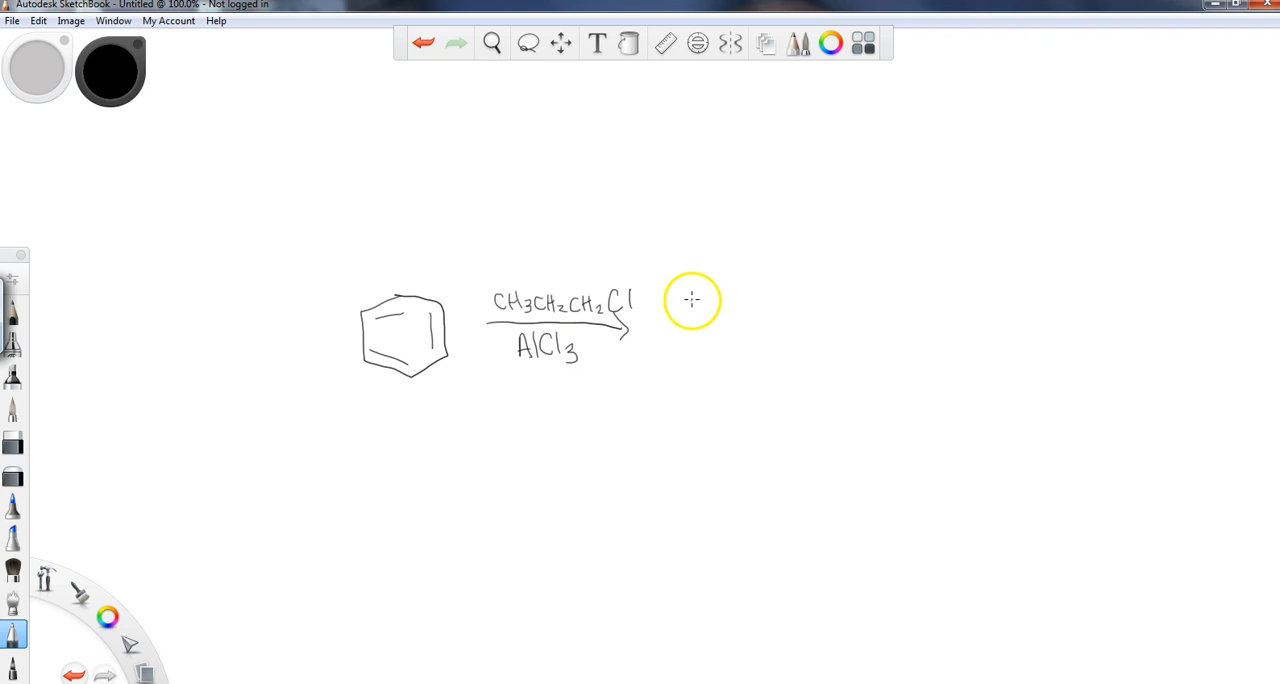 Autodesk SketchBook - Untitled @ 100.0% - Not logged in
File Edit Image Window My Account Help
T
CH₃CH₂CH₂Cl
AlCl₃